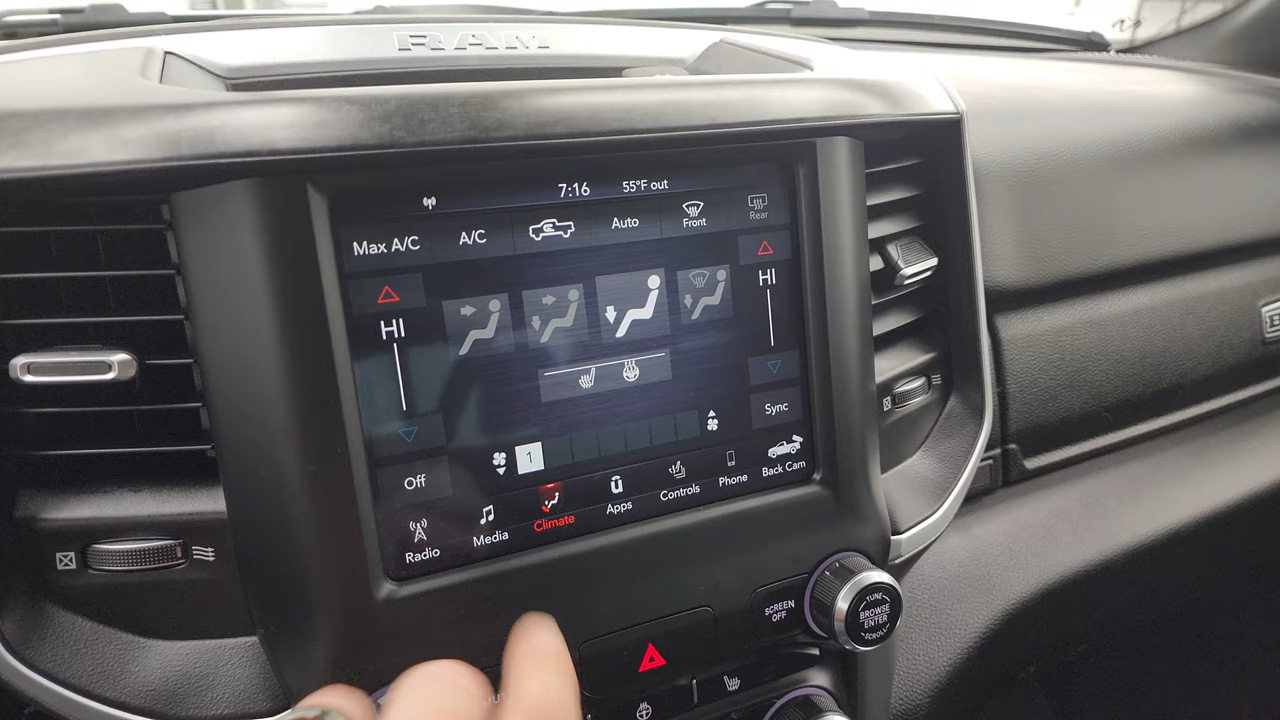 RAM
7:16 55°F out
Max A/C A/C Auto Front Rear
HI HI
Sync
1
Off
Radio Media Climate Apps Controls Phone Back Cam
SCREEN
OFF
TUNE
BROWSE
ENTER
SCROLL